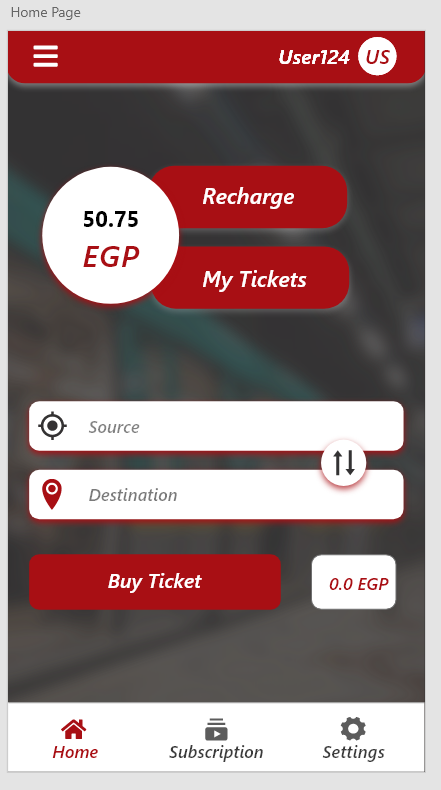 Home Page
User124 US
50.75
EGP
Recharge
My Tickets
Source
Destination
Buy Ticket
0.0 EGP
Home
Subscription
Settings